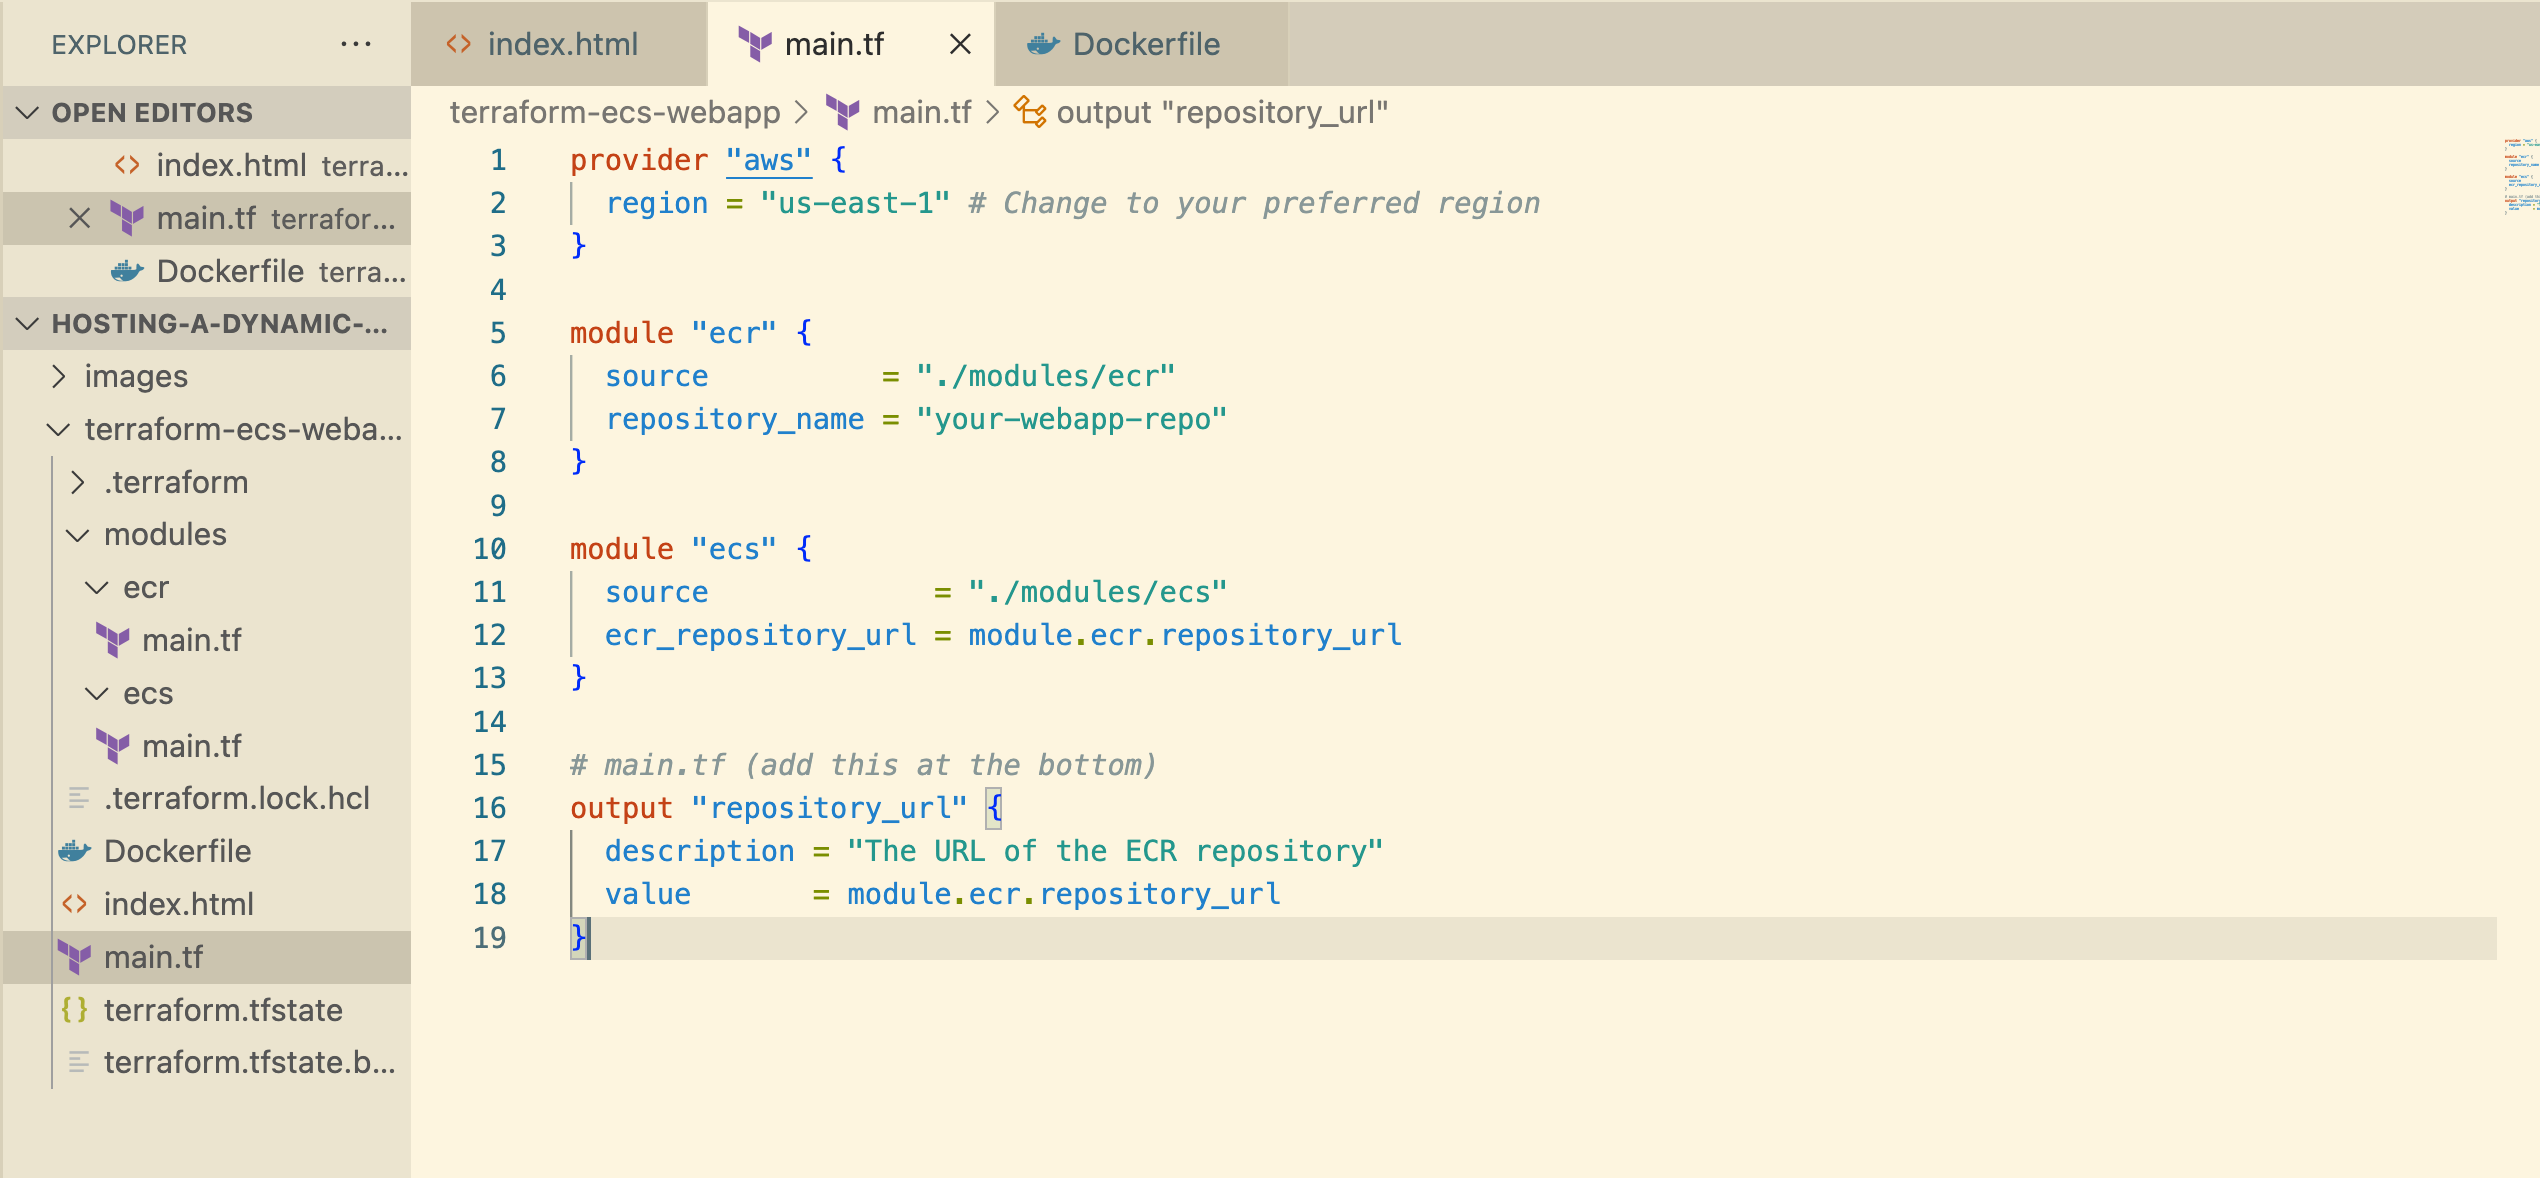 EXPLORER ...
OPEN EDITORS
index.html terra...
main.tf terrafor...
Dockerfile terra...
HOSTING-A-DYNAMIC-...
images
terraform-ecs-weba...
.terraform
modules
ecr
main.tf
ecs
main.tf
.terraform.lock.hcl
Dockerfile
index.html
main.tf
terraform.tfstate
terraform.tfstate.b...
index.html main.tf Dockerfile
terraform-ecs-webapp > main.tf > output "repository_url"
1 provider "aws" {
2   region = "us-east-1" # Change to your preferred region
3 }
4
5 module "ecr" {
6   source          = "./modules/ecr"
7   repository_name = "your-webapp-repo"
8 }
9
10 module "ecs" {
11   source             = "./modules/ecs"
12   ecr_repository_url = module.ecr.repository_url
13 }
14
15 # main.tf (add this at the bottom)
16 output "repository_url" {
17   description = "The URL of the ECR repository"
18   value       = module.ecr.repository_url
19 }